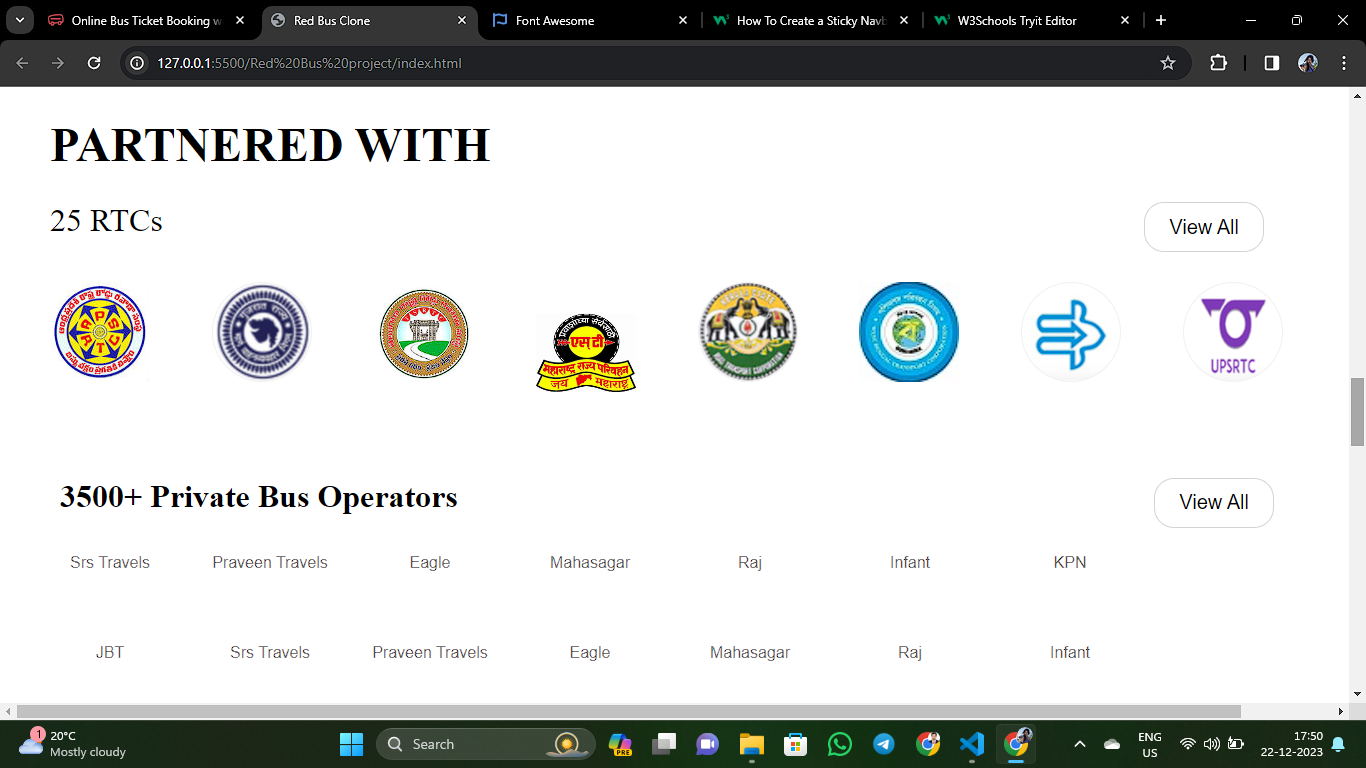 Online Bus Ticket Booking w
Red Bus Clone
Font Awesome
How To Create a Sticky Navb
W3Schools Tryit Editor
127.0.0.1:5500/Red%20Bus%20project/index.html
PARTNERED WITH
25 RTCs
View All
एस टी
महाराष्ट्र राज्य परिवहन
जय महाराष्ट्र
UPSRTC
3500+ Private Bus Operators
View All
Srs Travels Praveen Travels Eagle Mahasagar Raj Infant KPN
JBT Srs Travels Praveen Travels Eagle Mahasagar Raj Infant
1
20°C
Mostly cloudy
Search
PRE
ENG
US
17:50
22-12-2023